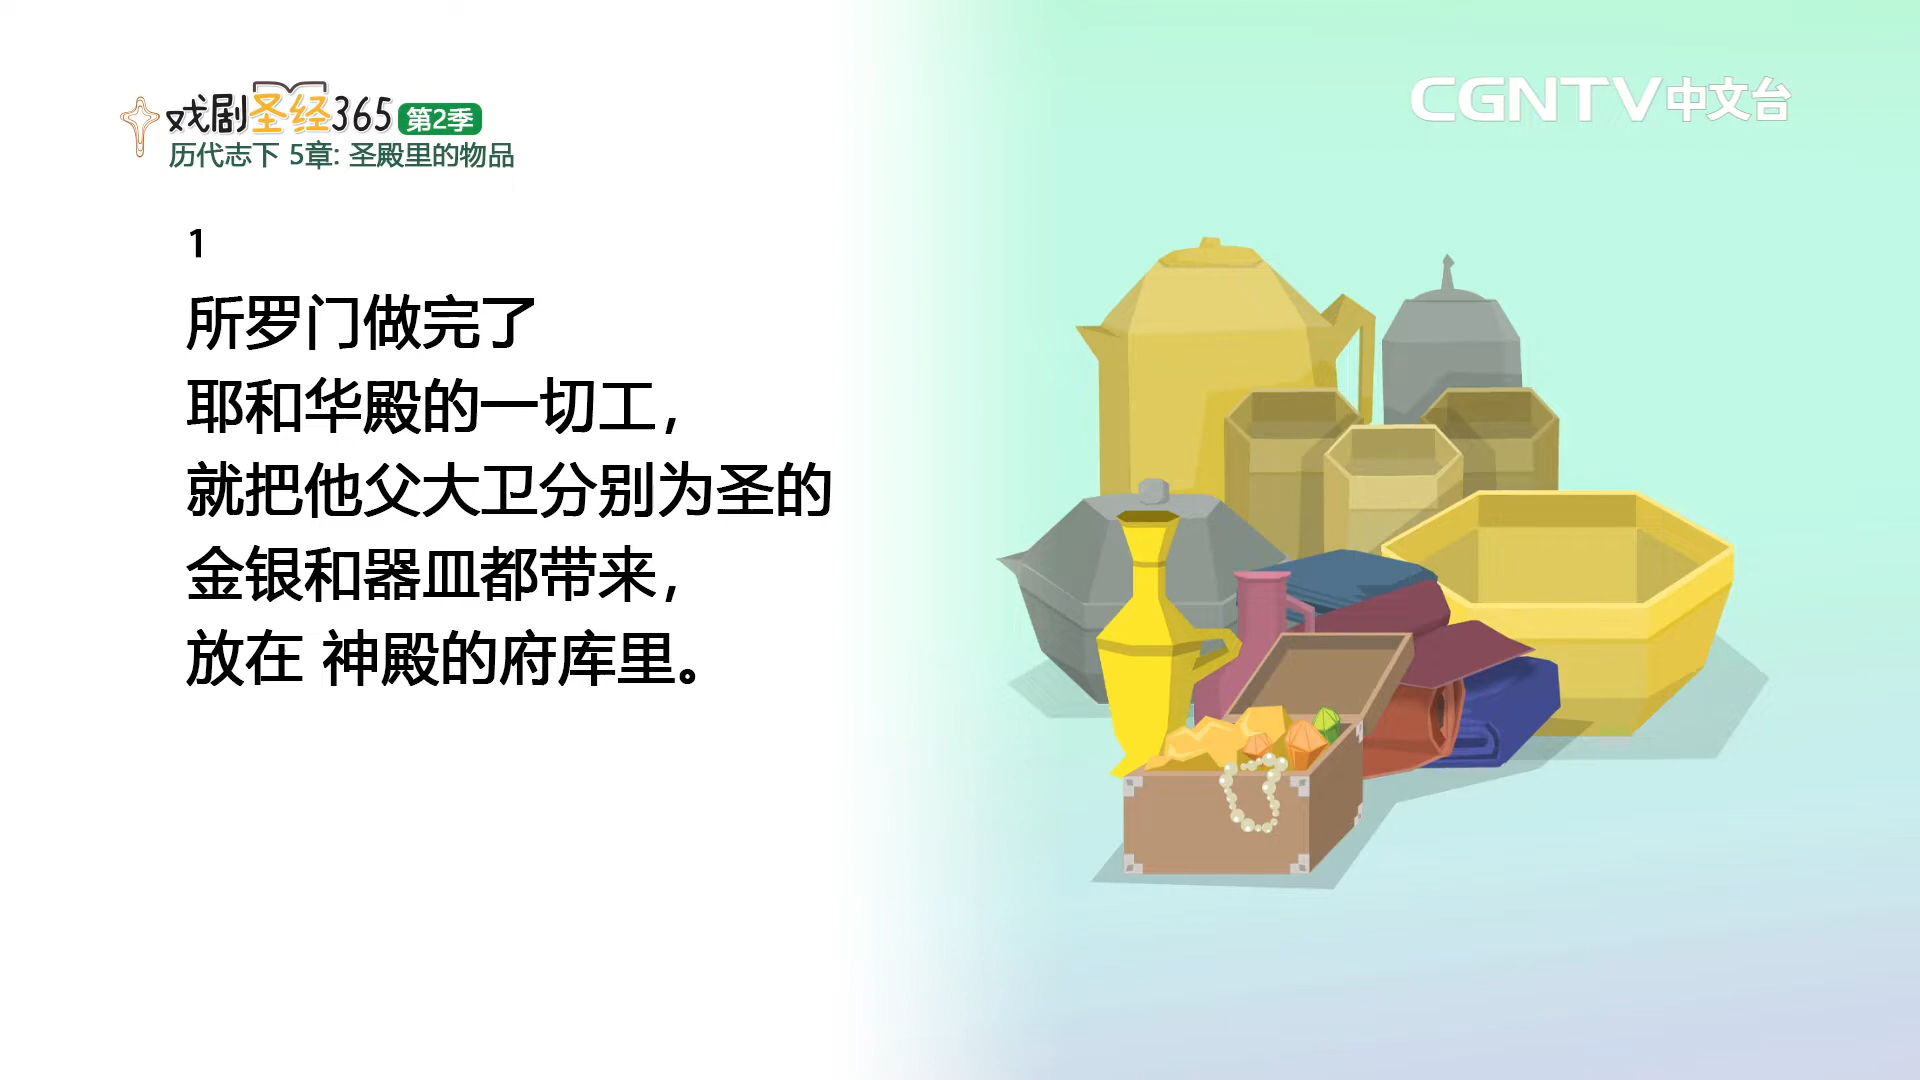 戏剧圣经365 第2季
历代志下 5章: 圣殿里的物品
CGNTV中文台
1
所罗门做完了
耶和华殿的一切工，
就把他父大卫分别为圣的
金银和器皿都带来，
放在 神殿的府库里。